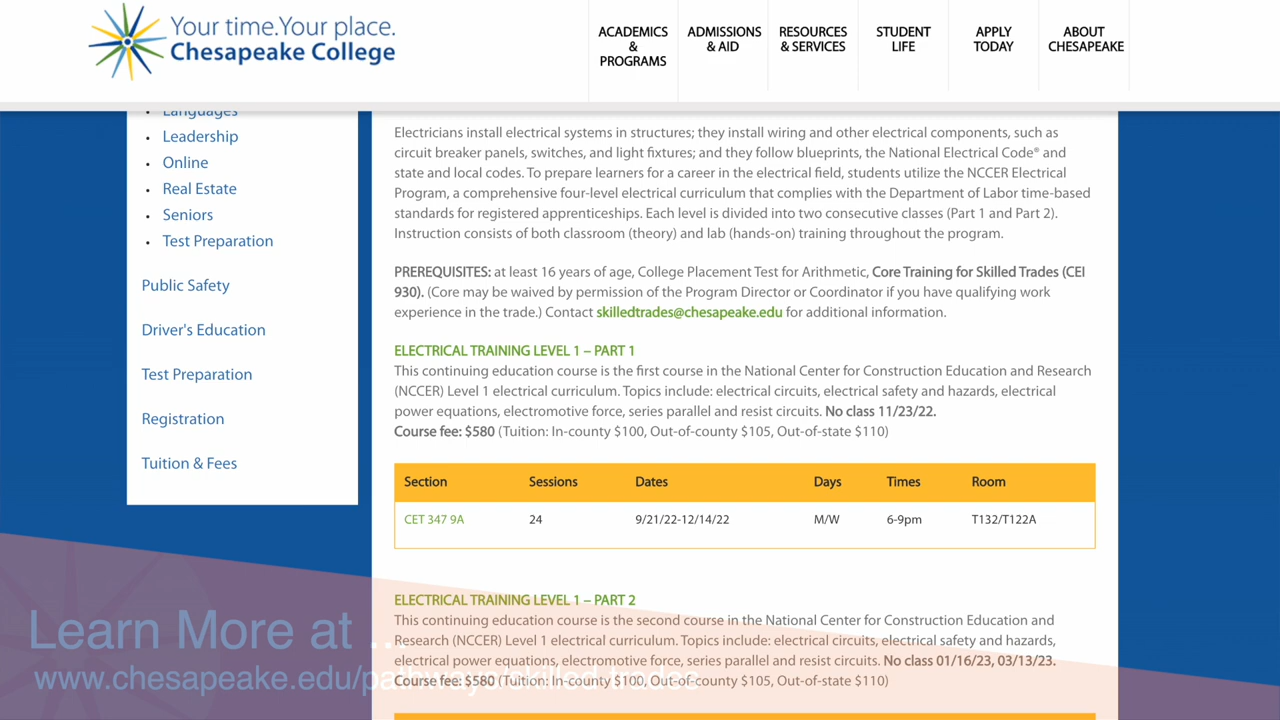 Your time.Your place.
Chesapeake College
ACADEMICS
&
PROGRAMS
ADMISSIONS
& AID
RESOURCES
& SERVICES
STUDENT
LIFE
APPLY
TODAY
ABOUT
CHESAPEAKE
• Languages
• Leadership
• Online
• Real Estate
• Seniors
• Test Preparation
Public Safety
Driver's Education
Test Preparation
Registration
Tuition & Fees
Electricians install electrical systems in structures; they install wiring and other electrical components, such as
circuit breaker panels, switches, and light fixtures; and they follow blueprints, the National Electrical Code® and
state and local codes. To prepare learners for a career in the electrical field, students utilize the NCCER Electrical
Program, a comprehensive four-level electrical curriculum that complies with the Department of Labor time-based
standards for registered apprenticeships. Each level is divided into two consecutive classes (Part 1 and Part 2).
Instruction consists of both classroom (theory) and lab (hands-on) training throughout the program.
PREREQUISITES: at least 16 years of age, College Placement Test for Arithmetic, Core Training for Skilled Trades (CEI
930). (Core may be waived by permission of the Program Director or Coordinator if you have qualifying work
experience in the trade.) Contact skilledtrades@chesapeake.edu for additional information.
ELECTRICAL TRAINING LEVEL 1 – PART 1
This continuing education course is the first course in the National Center for Construction Education and Research
(NCCER) Level 1 electrical curriculum. Topics include: electrical circuits, electrical safety and hazards, electrical
power equations, electromotive force, series parallel and resist circuits. No class 11/23/22.
Course fee: $580 (Tuition: In-county $100, Out-of-county $105, Out-of-state $110)
Section Sessions Dates Days Times Room
CET 347 9A 24 9/21/22-12/14/22 M/W 6-9pm T132/T122A
ELECTRICAL TRAINING LEVEL 1 – PART 2
This continuing education course is the second course in the National Center for Construction Education and
Research (NCCER) Level 1 electrical curriculum. Topics include: electrical circuits, electrical safety and hazards,
electrical power equations, electromotive force, series parallel and resist circuits. No class 01/16/23, 03/13/23.
Course fee: $580 (Tuition: In-county $100, Out-of-county $105, Out-of-state $110)
Learn More at ...
www.chesapeake.edu/pathways/skilled-trades